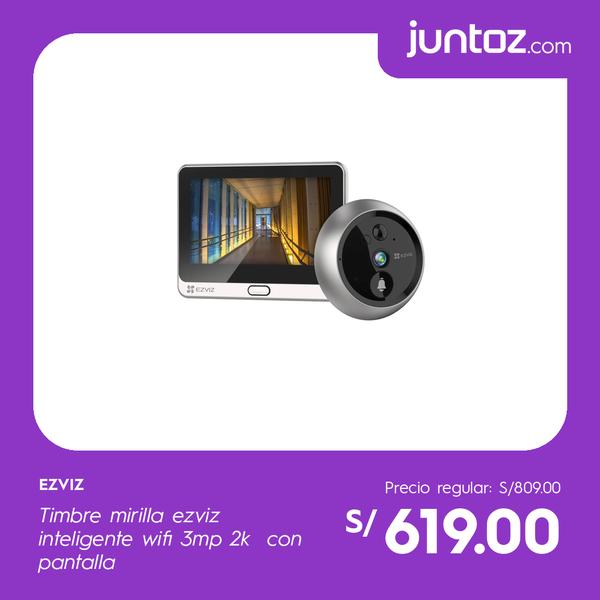 juntoz.com
EZVIZ
EZVIZ
EZVIZ
Timbre mirilla ezviz
inteligente wifi 3mp 2k con
pantalla
Precio regular: S/809.00
S/ 619.00